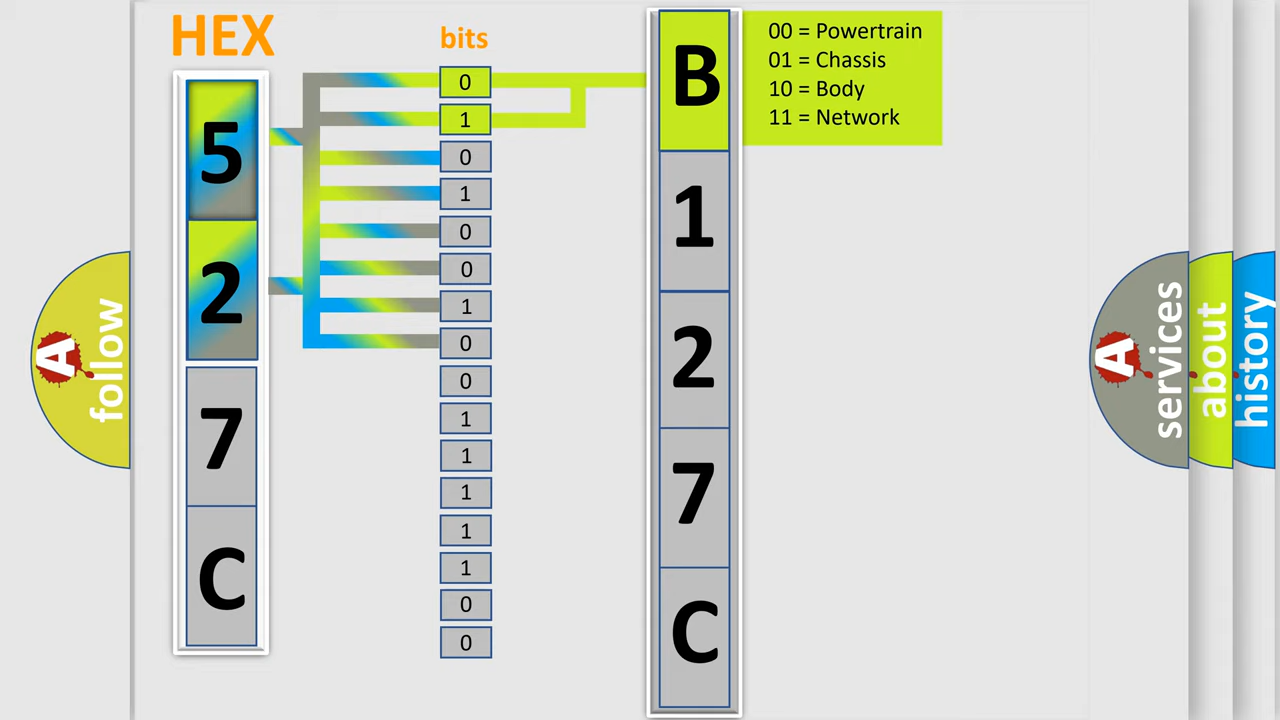 HEX
bits
5
2
7
C
0
1
0
1
0
0
1
0
0
1
1
1
1
1
0
0
B
1
2
7
C
00 = Powertrain
01 = Chassis
10 = Body
11 = Network
A
follow
A
services
about
history